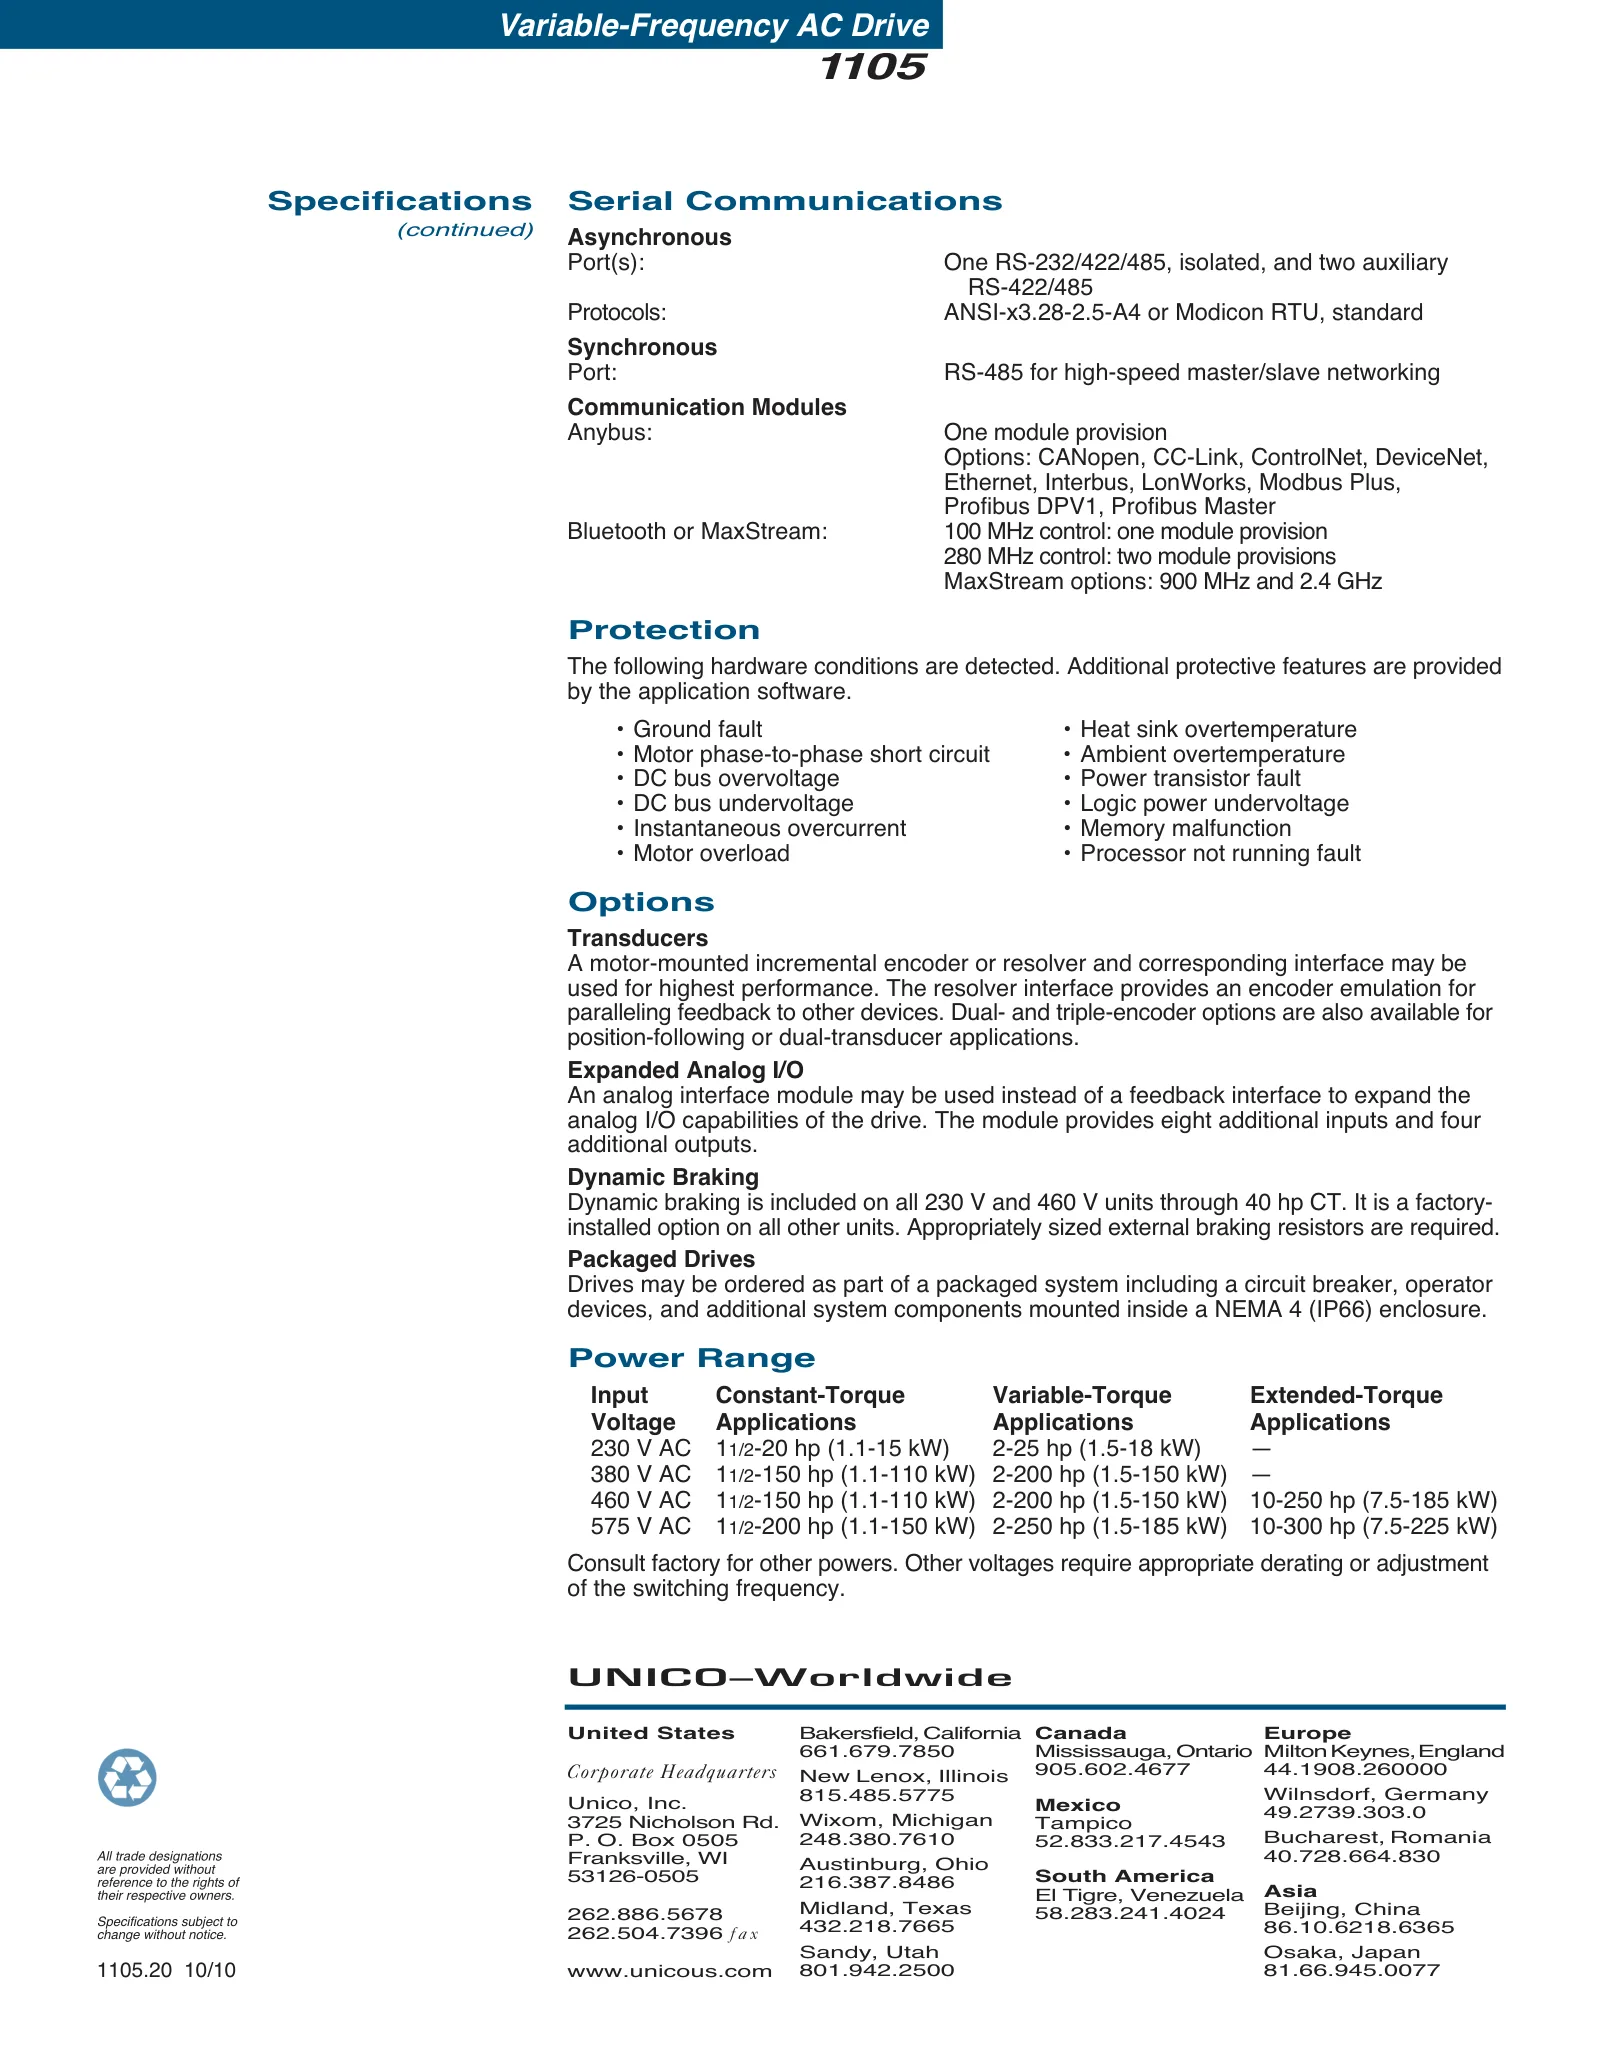 Variable-Frequency AC Drive
1105
Specifications
(continued)
Serial Communications
Asynchronous
Port(s): One RS-232/422/485, isolated, and two auxiliary
RS-422/485
Protocols: ANSI-x3.28-2.5-A4 or Modicon RTU, standard
Synchronous
Port: RS-485 for high-speed master/slave networking
Communication Modules
Anybus: One module provision
Options: CANopen, CC-Link, ControlNet, DeviceNet,
Ethernet, Interbus, LonWorks, Modbus Plus,
Profibus DPV1, Profibus Master
Bluetooth or MaxStream: 100 MHz control: one module provision
280 MHz control: two module provisions
MaxStream options: 900 MHz and 2.4 GHz
Protection
The following hardware conditions are detected. Additional protective features are provided
by the application software.
• Ground fault
• Motor phase-to-phase short circuit
• DC bus overvoltage
• DC bus undervoltage
• Instantaneous overcurrent
• Motor overload
• Heat sink overtemperature
• Ambient overtemperature
• Power transistor fault
• Logic power undervoltage
• Memory malfunction
• Processor not running fault
Options
Transducers
A motor-mounted incremental encoder or resolver and corresponding interface may be
used for highest performance. The resolver interface provides an encoder emulation for
paralleling feedback to other devices. Dual- and triple-encoder options are also available for
position-following or dual-transducer applications.
Expanded Analog I/O
An analog interface module may be used instead of a feedback interface to expand the
analog I/O capabilities of the drive. The module provides eight additional inputs and four
additional outputs.
Dynamic Braking
Dynamic braking is included on all 230 V and 460 V units through 40 hp CT. It is a factory-
installed option on all other units. Appropriately sized external braking resistors are required.
Packaged Drives
Drives may be ordered as part of a packaged system including a circuit breaker, operator
devices, and additional system components mounted inside a NEMA 4 (IP66) enclosure.
Power Range
Input Constant-Torque Variable-Torque Extended-Torque
Voltage Applications Applications Applications
230 V AC 11/2-20 hp (1.1-15 kW) 2-25 hp (1.5-18 kW) —
380 V AC 11/2-150 hp (1.1-110 kW) 2-200 hp (1.5-150 kW) —
460 V AC 11/2-150 hp (1.1-110 kW) 2-200 hp (1.5-150 kW) 10-250 hp (7.5-185 kW)
575 V AC 11/2-200 hp (1.1-150 kW) 2-250 hp (1.5-185 kW) 10-300 hp (7.5-225 kW)
Consult factory for other powers. Other voltages require appropriate derating or adjustment
of the switching frequency.
UNICO–Worldwide
United States
Corporate Headquarters
Unico, Inc.
3725 Nicholson Rd.
P. O. Box 0505
Franksville, WI
53126-0505
262.886.5678
262.504.7396 fax
www.unicous.com
Bakersfield, California
661.679.7850
New Lenox, Illinois
815.485.5775
Wixom, Michigan
248.380.7610
Austinburg, Ohio
216.387.8486
Midland, Texas
432.218.7665
Sandy, Utah
801.942.2500
Canada
Mississauga, Ontario
905.602.4677
Mexico
Tampico
52.833.217.4543
South America
El Tigre, Venezuela
58.283.241.4024
Europe
Milton Keynes, England
44.1908.260000
Wilnsdorf, Germany
49.2739.303.0
Bucharest, Romania
40.728.664.830
Asia
Beijing, China
86.10.6218.6365
Osaka, Japan
81.66.945.0077
All trade designations
are provided without
reference to the rights of
their respective owners.
Specifications subject to
change without notice.
1105.20 10/10